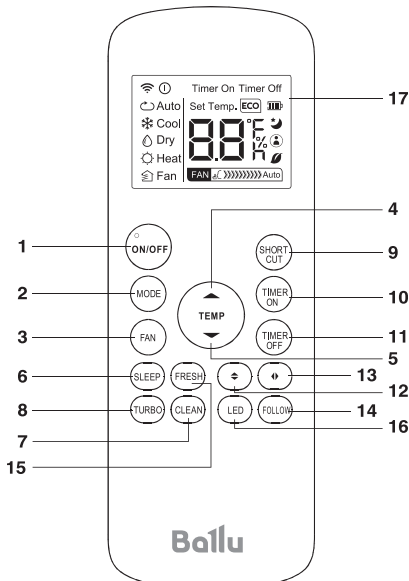 Timer On Timer Off
Auto Set Temp. ECO
Cool 8.8 °F
Dry %
Heat h
Fan FAN Auto
17
4
1 ON/OFF
SHORT CUT 9
2 MODE
TEMP
TIMER ON 10
3 FAN
TIMER OFF 11
5
6 SLEEP FRESH
13
12
8 TURBO CLEAN
LED FOLLOW 14
7
16
15
Ballu